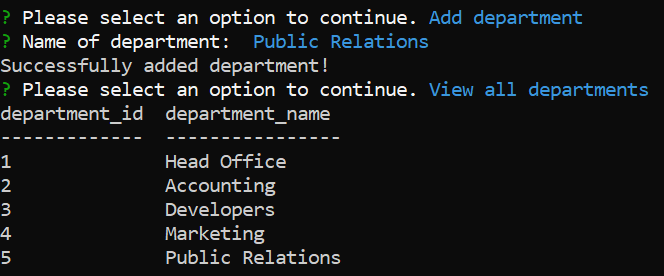 ? Please select an option to continue. Add department
? Name of department:  Public Relations
Successfully added department!
? Please select an option to continue. View all departments
department_id  department_name
-------------  ----------------
1              Head Office
2              Accounting
3              Developers
4              Marketing
5              Public Relations